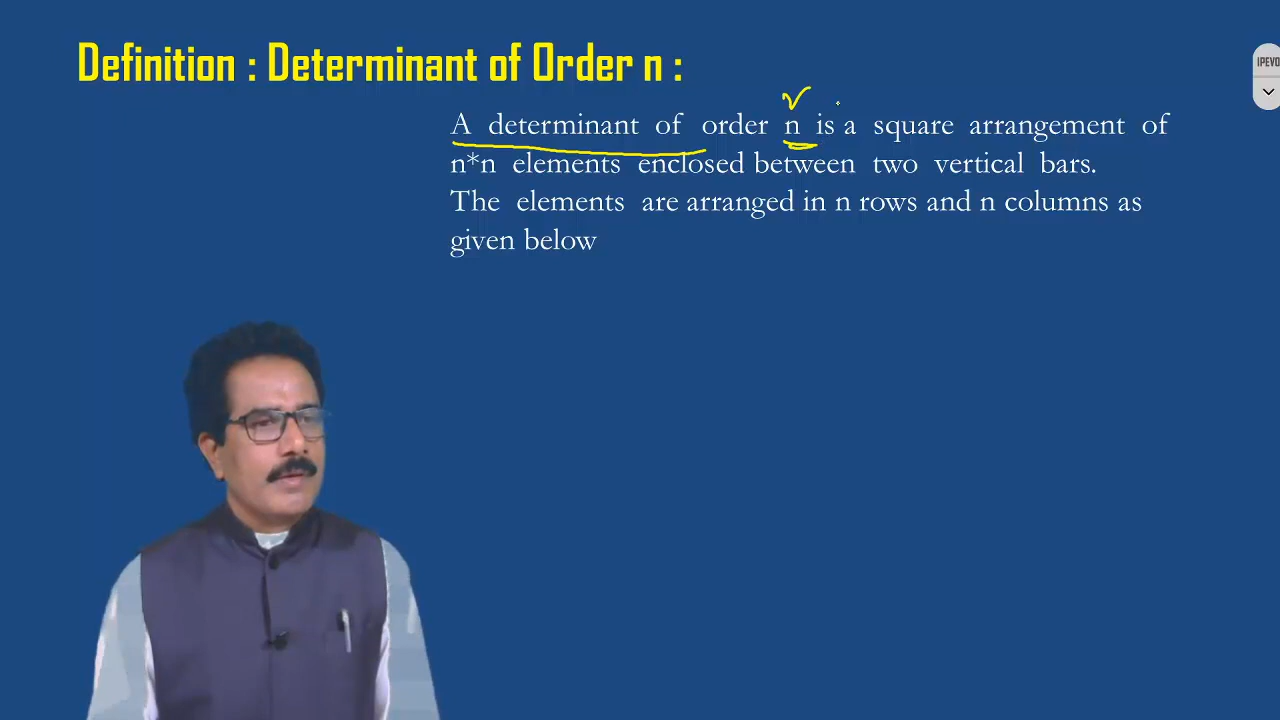 Definition : Determinant of Order n :
IPEVO
A determinant of order n is a square arrangement of
n*n elements enclosed between two vertical bars.
The elements are arranged in n rows and n columns as
given below